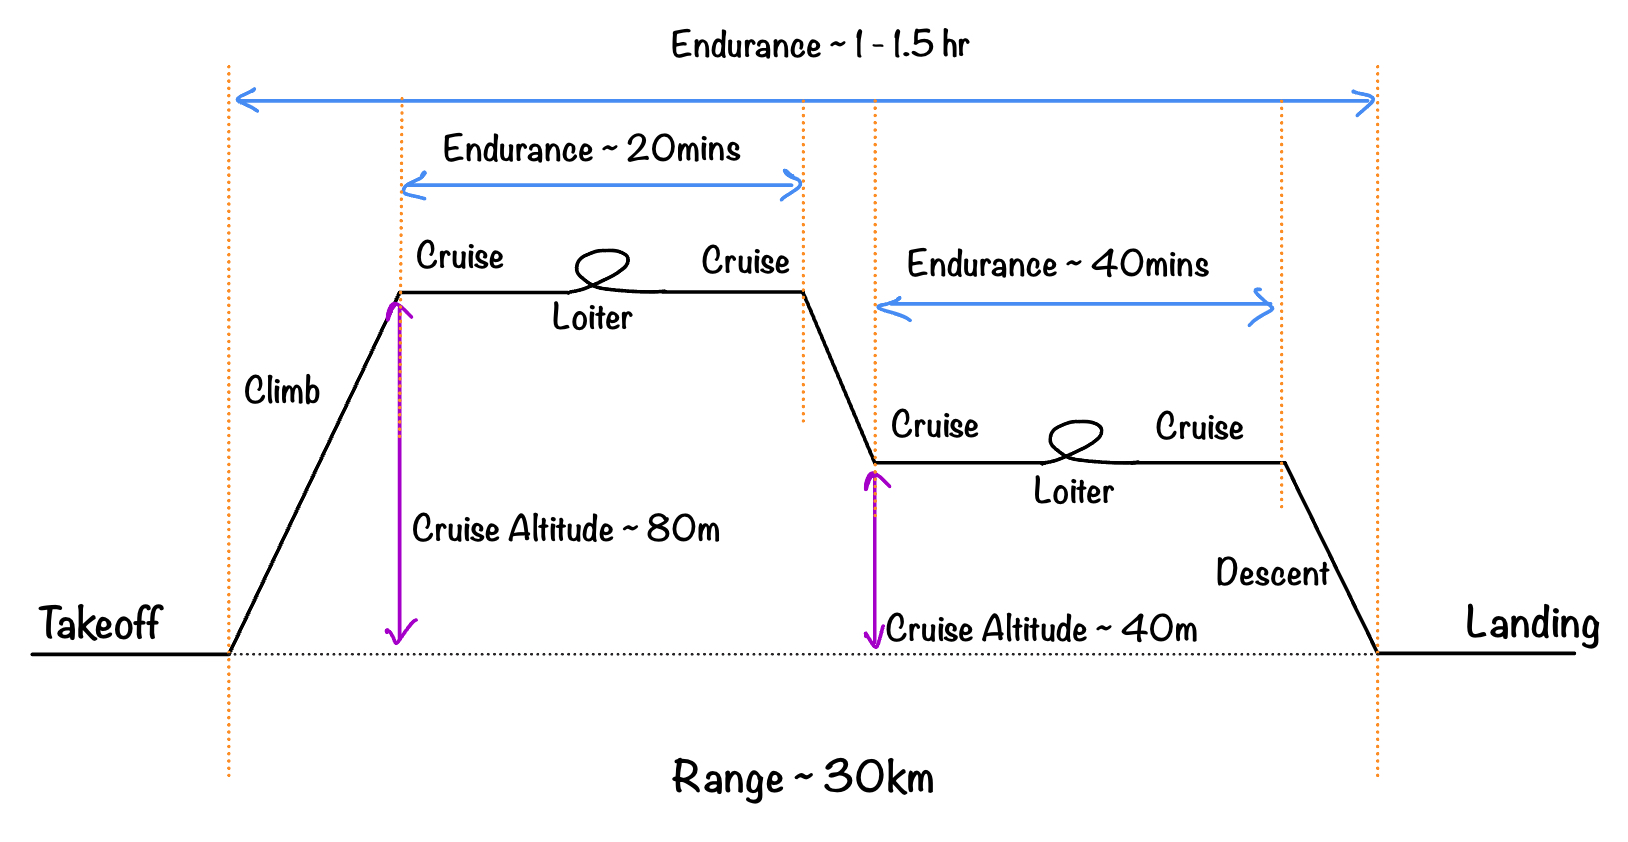 Endurance ~ 1 - 1.5 hr
Endurance ~ 20mins
Cruise
Cruise
Endurance ~ 40mins
Loiter
Climb
Cruise
Cruise
Loiter
Cruise Altitude ~ 80m
Descent
Takeoff
Cruise Altitude ~ 40m
Landing
Range ~ 30km